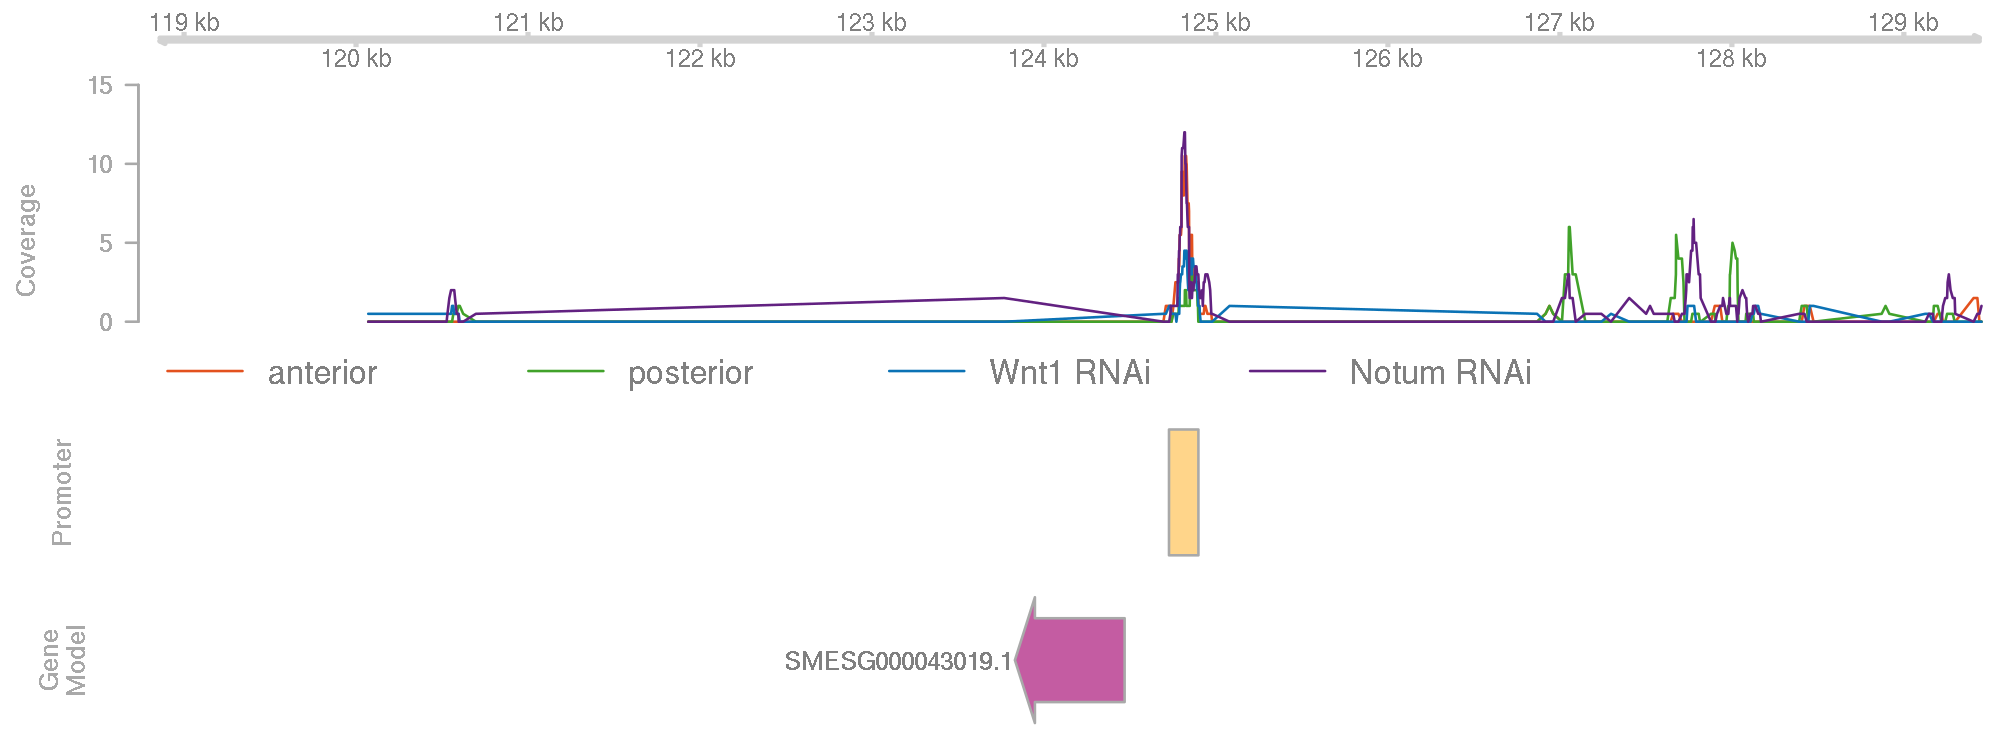 119 kb 121 kb 123 kb 125 kb 127 kb 129 kb
120 kb 122 kb 124 kb 126 kb 128 kb
15
10
5
0
Coverage
anterior posterior Wnt1 RNAi Notum RNAi
Promoter
Gene
Model
SMESG000043019.1